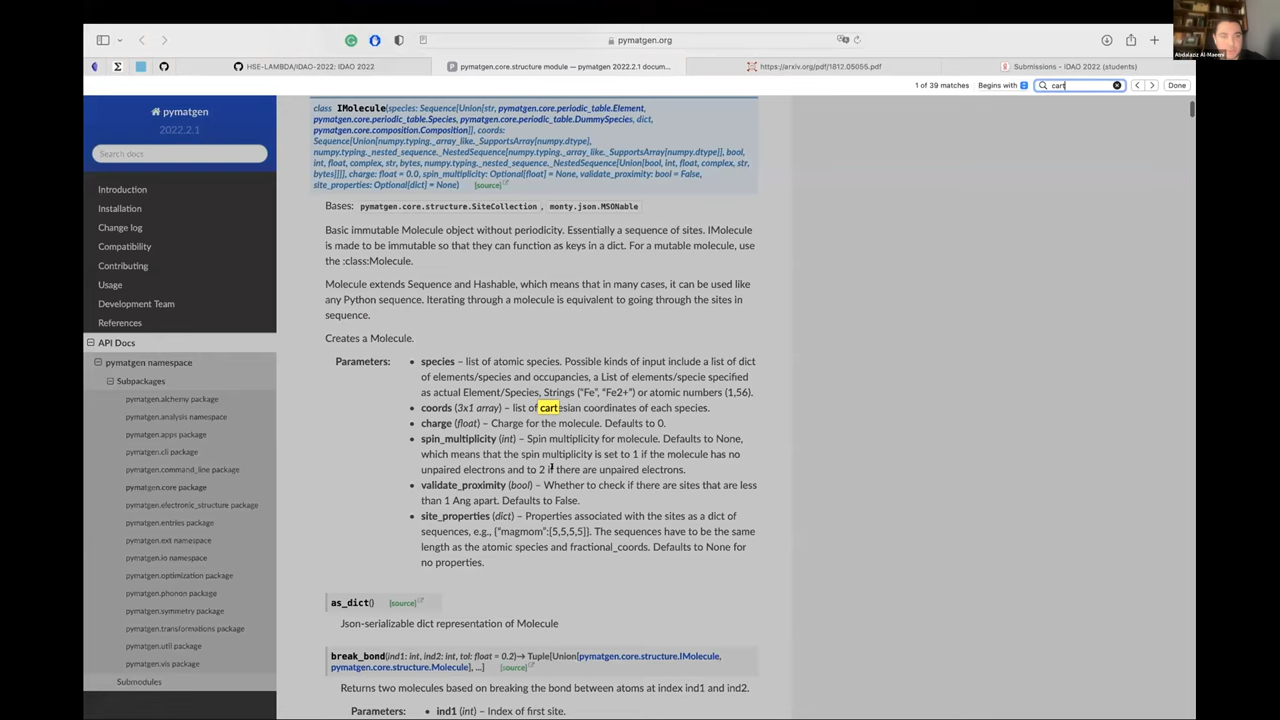 pymatgen.org
Abdalaziz Al-Maeeni
HSE-LAMBDA/IDAO-2022: IDAO 2022
pymatgen.core.structure module — pymatgen 2022.2.1 docum...
https://arxiv.org/pdf/1812.05055.pdf
Submissions - IDAO 2022 (students)
1 of 39 matches
Begins with
cart
Done
pymatgen
2022.2.1
Search docs
Introduction
Installation
Change log
Compatibility
Contributing
Usage
Development Team
References
API Docs
pymatgen namespace
Subpackages
pymatgen.alchemy package
pymatgen.analysis namespace
pymatgen.apps package
pymatgen.cli package
pymatgen.command_line package
pymatgen.core package
pymatgen.electronic_structure package
pymatgen.entries package
pymatgen.ext namespace
pymatgen.io namespace
pymatgen.optimization package
pymatgen.phonon package
pymatgen.symmetry package
pymatgen.transformations package
pymatgen.util package
pymatgen.vis package
Submodules
class IMolecule(species: Sequence[Union[str, pymatgen.core.periodic_table.Element,
pymatgen.core.periodic_table.Species, pymatgen.core.periodic_table.DummySpecies, dict,
pymatgen.core.composition.Composition]], coords:
Sequence[Union[numpy.typing._array_like._SupportsArray[numpy.dtype],
numpy.typing._nested_sequence._NestedSequence[numpy.typing._array_like._SupportsArray[numpy.dtype]], bool,
int, float, complex, str, bytes, numpy.typing._nested_sequence._NestedSequence[Union[bool, int, float, complex, str,
bytes]]]], charge: float = 0.0, spin_multiplicity: Optional[float] = None, validate_proximity: bool = False,
site_properties: Optional[dict] = None) [source]
Bases: pymatgen.core.structure.SiteCollection, monty.json.MSONable
Basic immutable Molecule object without periodicity. Essentially a sequence of sites. IMolecule
is made to be immutable so that they can function as keys in a dict. For a mutable molecule, use
the :class:Molecule.
Molecule extends Sequence and Hashable, which means that in many cases, it can be used like
any Python sequence. Iterating through a molecule is equivalent to going through the sites in
sequence.
Creates a Molecule.
Parameters:
• species – list of atomic species. Possible kinds of input include a list of dict
of elements/species and occupancies, a List of elements/specie specified
as actual Element/Species, Strings ("Fe", "Fe2+") or atomic numbers (1,56)
• coords (3x1 array) – list of cartesian coordinates of each species.
• charge (float) – Charge for the molecule. Defaults to 0.
• spin_multiplicity (int) – Spin multiplicity for molecule. Defaults to None,
which means that the spin multiplicity is set to 1 if the molecule has no
unpaired electrons and to 2 if there are unpaired electrons.
• validate_proximity (bool) – Whether to check if there are sites that are less
than 1 Ang apart. Defaults to False.
• site_properties (dict) – Properties associated with the sites as a dict of
sequences, e.g., {"magmom":[5,5,5,5]}. The sequences have to be the same
length as the atomic species and fractional_coords. Defaults to None for
no properties.
as_dict() [source]
Json-serializable dict representation of Molecule
break_bond(ind1: int, ind2: int, tol: float = 0.2)→ Tuple[Union[pymatgen.core.structure.IMolecule,
pymatgen.core.structure.Molecule], ...] [source]
Returns two molecules based on breaking the bond between atoms at index ind1 and ind2.
Parameters: • ind1 (int) – Index of first site.